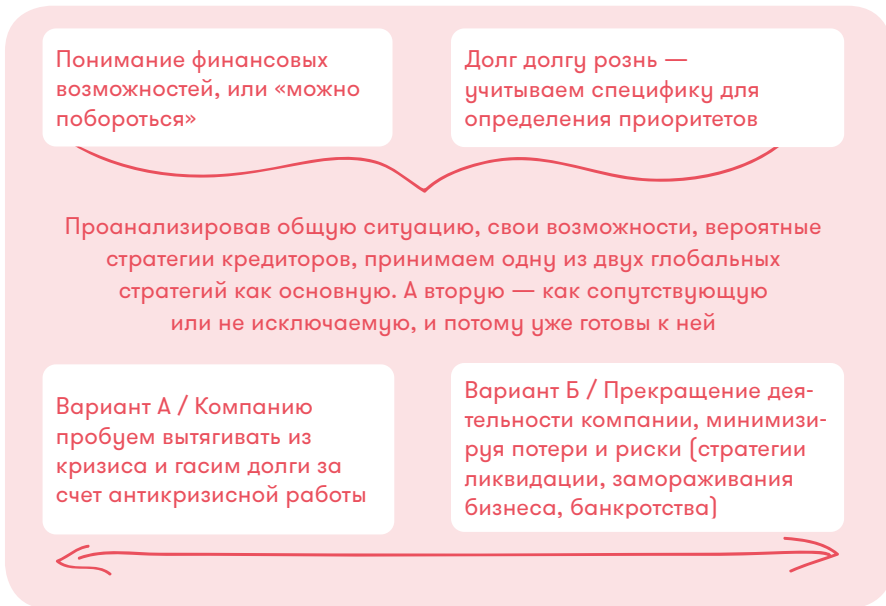 Понимание финансовых
возможностей, или «можно
побороться»
Долг долгу рознь —
учитываем специфику для
определения приоритетов
Проанализировав общую ситуацию, свои возможности, вероятные
стратегии кредиторов, принимаем одну из двух глобальных
стратегий как основную. А вторую — как сопутствующую
или не исключаемую, и потому уже готовы к ней
Вариант А / Компанию
пробуем вытягивать из
кризиса и гасим долги за
счет антикризисной работы
Вариант Б / Прекращение дея-
тельности компании, минимизи-
руя потери и риски (стратегии
ликвидации, замораживания
бизнеса, банкротства)